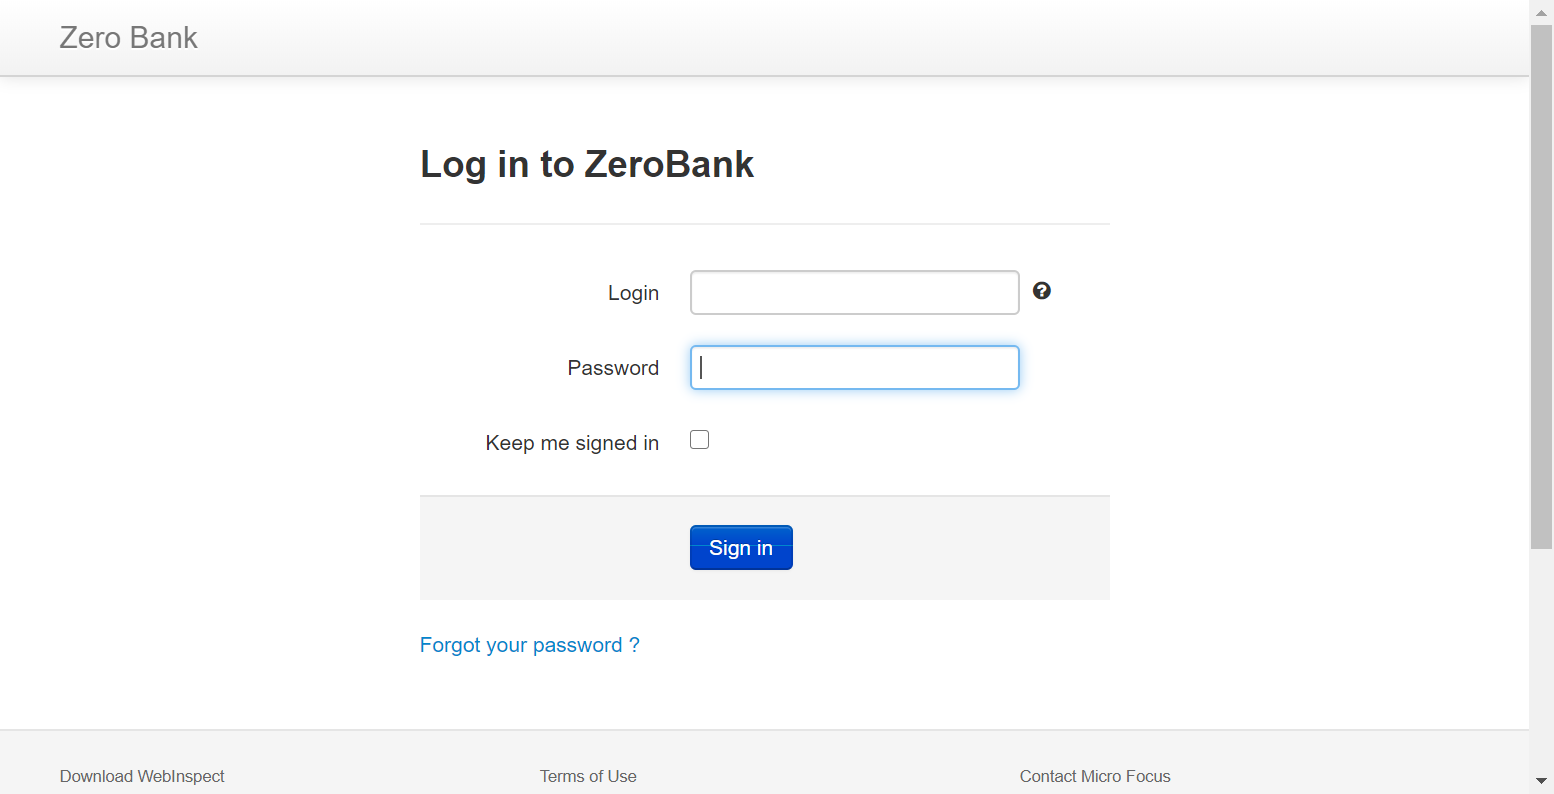 Zero Bank
Log in to ZeroBank
Login
Password
Keep me signed in
Sign in
Forgot your password ?
Download WebInspect
Terms of Use
Contact Micro Focus